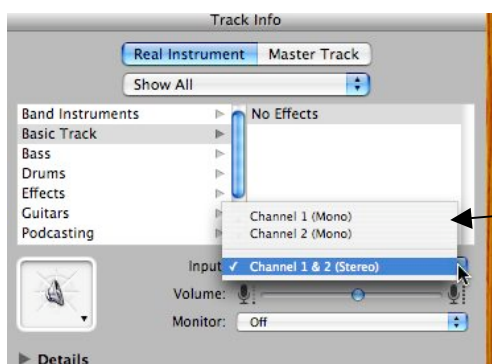 Track Info
Real Instrument Master Track
Show All
Band Instruments No Effects
Basic Track
Bass
Drums
Effects
Guitars Channel 1 (Mono)
Podcasting Channel 2 (Mono)
Input ✓ Channel 1 & 2 (Stereo)
Volume:
Monitor: Off
Details